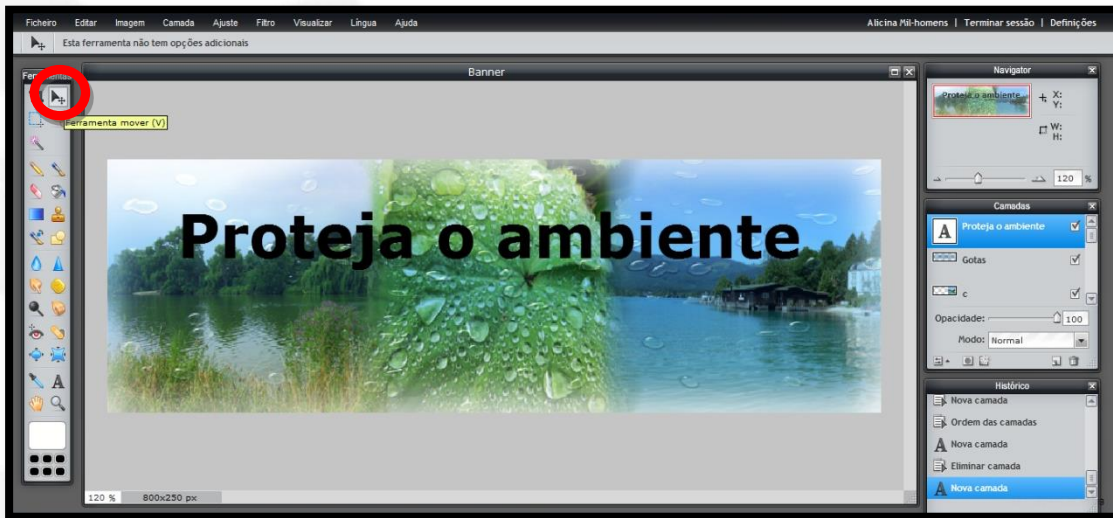 Ficheiro Editar Imagem Camada Ajuste Filtro Visualizar Língua Ajuda Alicina Mil-homens | Terminar sessão | Definições
Esta ferramenta não tem opções adicionais
Banner
Ferramenta mover (V)
Proteja o ambiente
120 % 800x250 px
Navigator
Proteja o ambiente
X:
Y:
W:
H:
120 %
Camadas
A Proteja o ambiente
Gotas
c
Opacidade: 100
Modo: Normal
Histórico
Nova camada
Ordem das camadas
A Nova camada
Eliminar camada
A Nova camada